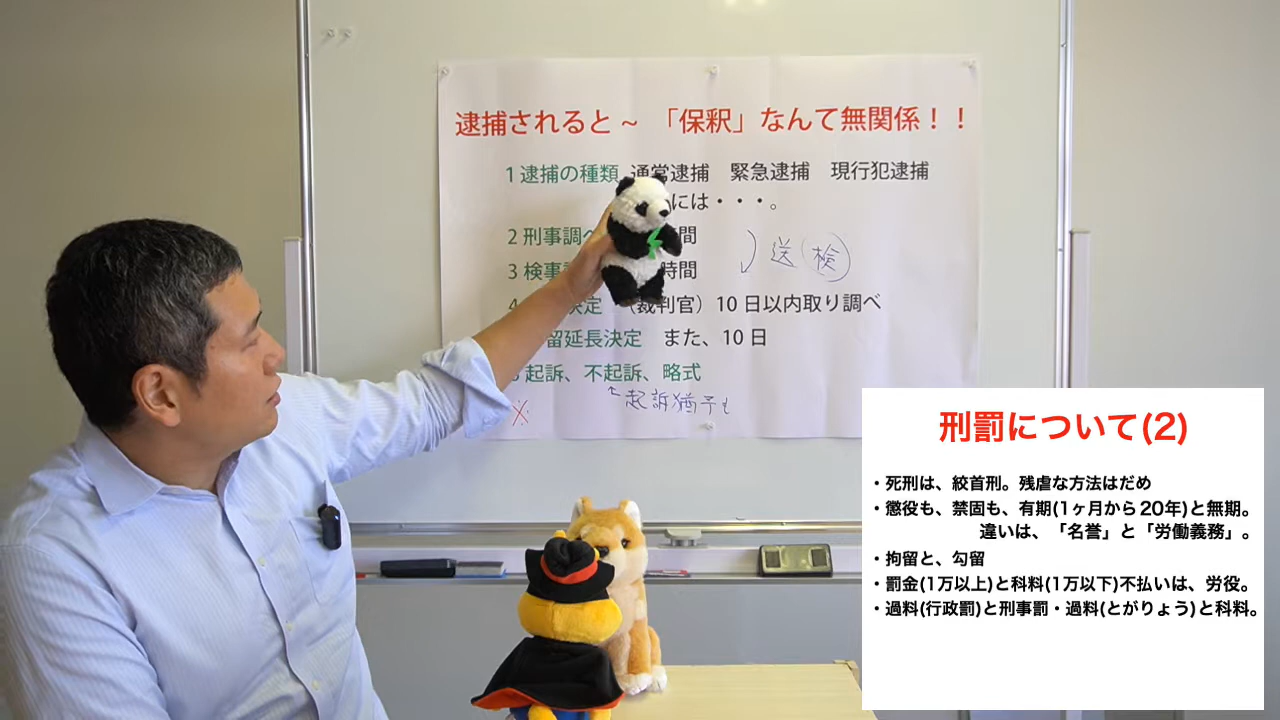 逮捕されると～「保釈」なんて無関係！！
1 逮捕の種類 通常逮捕 緊急逮捕 現行犯逮捕
には・・・。
2 刑事調べ 間
3 検事 時間
送検
4 決定 （裁判官）10 日以内取り調べ
留延長決定 また、10 日
起訴、不起訴、略式
※ 起訴猶予も
刑罰について(2)
・死刑は、絞首刑。残虐な方法はだめ
・懲役も、禁固も、有期(1ヶ月から20年)と無期。
違いは、「名誉」と「労働義務」。
・拘留と、勾留
・罰金(1万以上)と科料(1万以下)不払いは、労役。
・過料(行政罰)と刑事罰・過料(とがりょう)と科料。